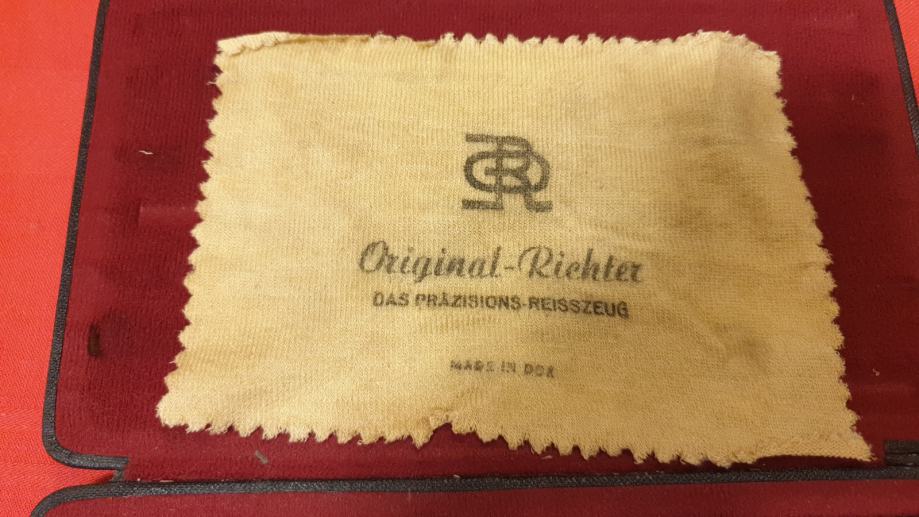 Original-Richter
DAS PRÄZISIONS-REISSZEUG
MADE IN DDR